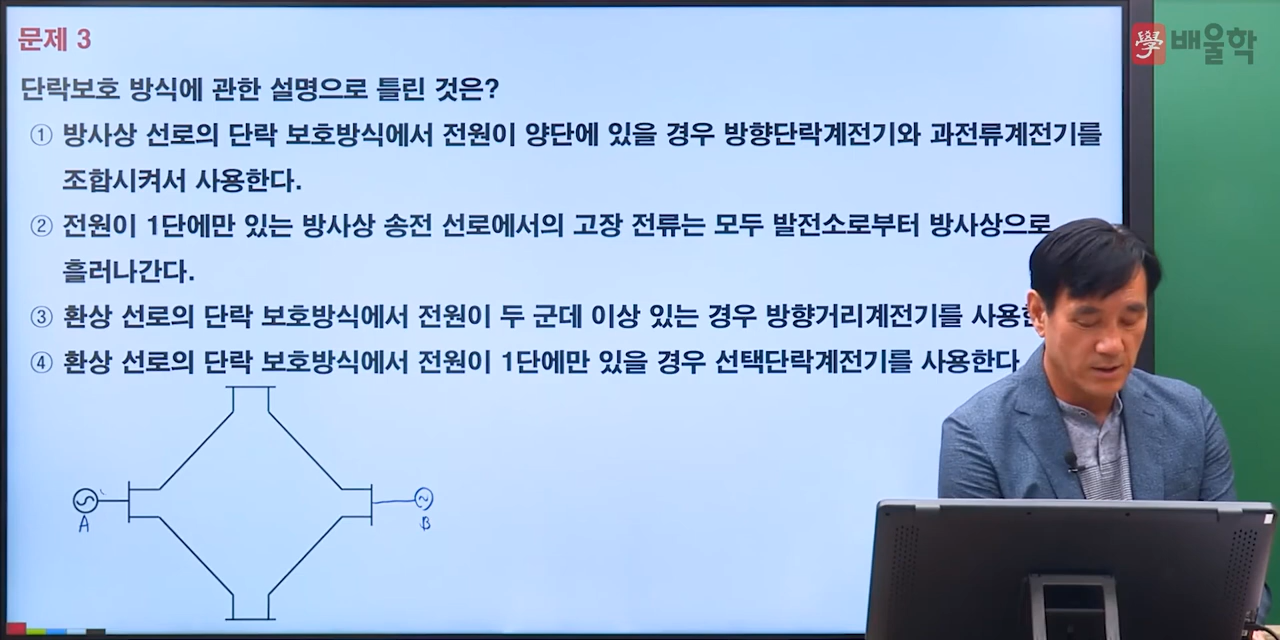 문제 3
學 배울학
단락보호 방식에 관한 설명으로 틀린 것은?
① 방사상 선로의 단락 보호방식에서 전원이 양단에 있을 경우 방향단락계전기와 과전류계전기를
조합시켜서 사용한다.
② 전원이 1단에만 있는 방사상 송전 선로에서의 고장 전류는 모두 발전소로부터 방사상으로
흘러나간다.
③ 환상 선로의 단락 보호방식에서 전원이 두 군데 이상 있는 경우 방향거리계전기를
④ 환상 선로의 단락 보호방식에서 전원이 1단에만 있을 경우 선택단락계전기를 사용한다
A
B